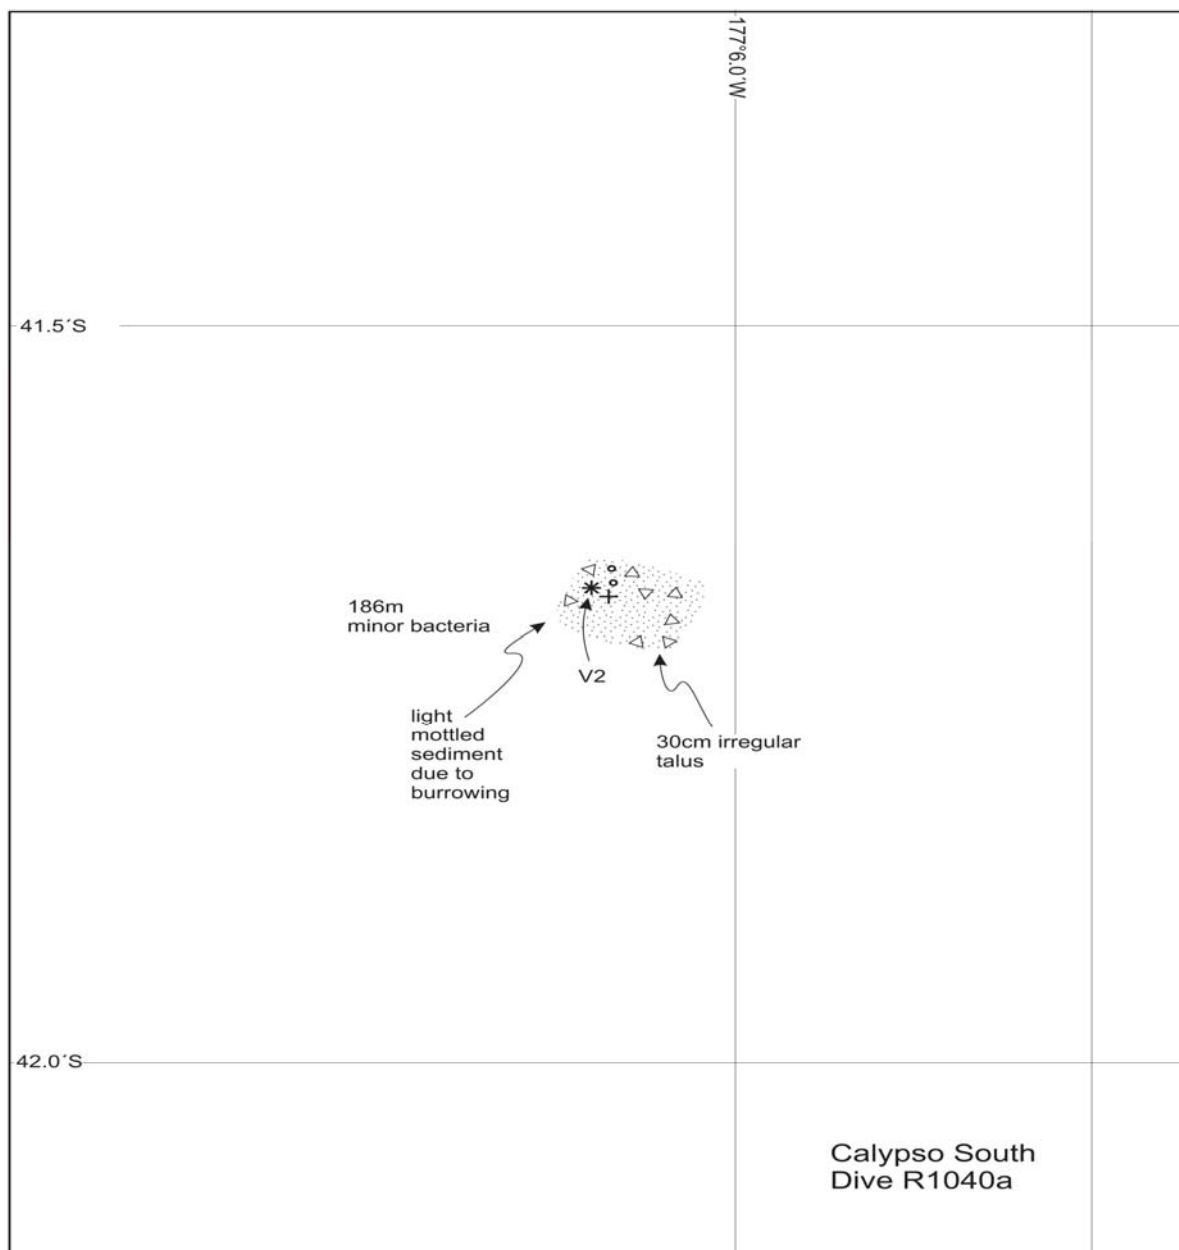 177°6.0´W
41.5´S
186m
minor bacteria
V2
light
mottled
sediment
due to
burrowing
30cm irregular
talus
42.0´S
Calypso South
Dive R1040a